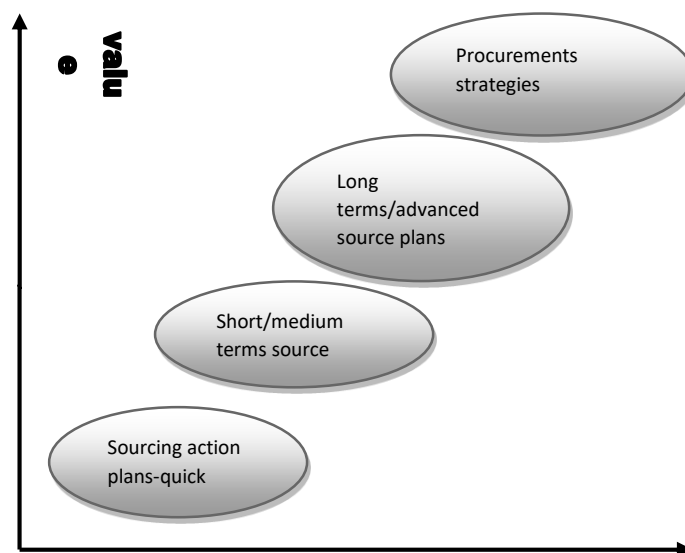 valu
e
Procurements
strategies
Long
terms/advanced
source plans
Short/medium
terms source
Sourcing action
plans-quick